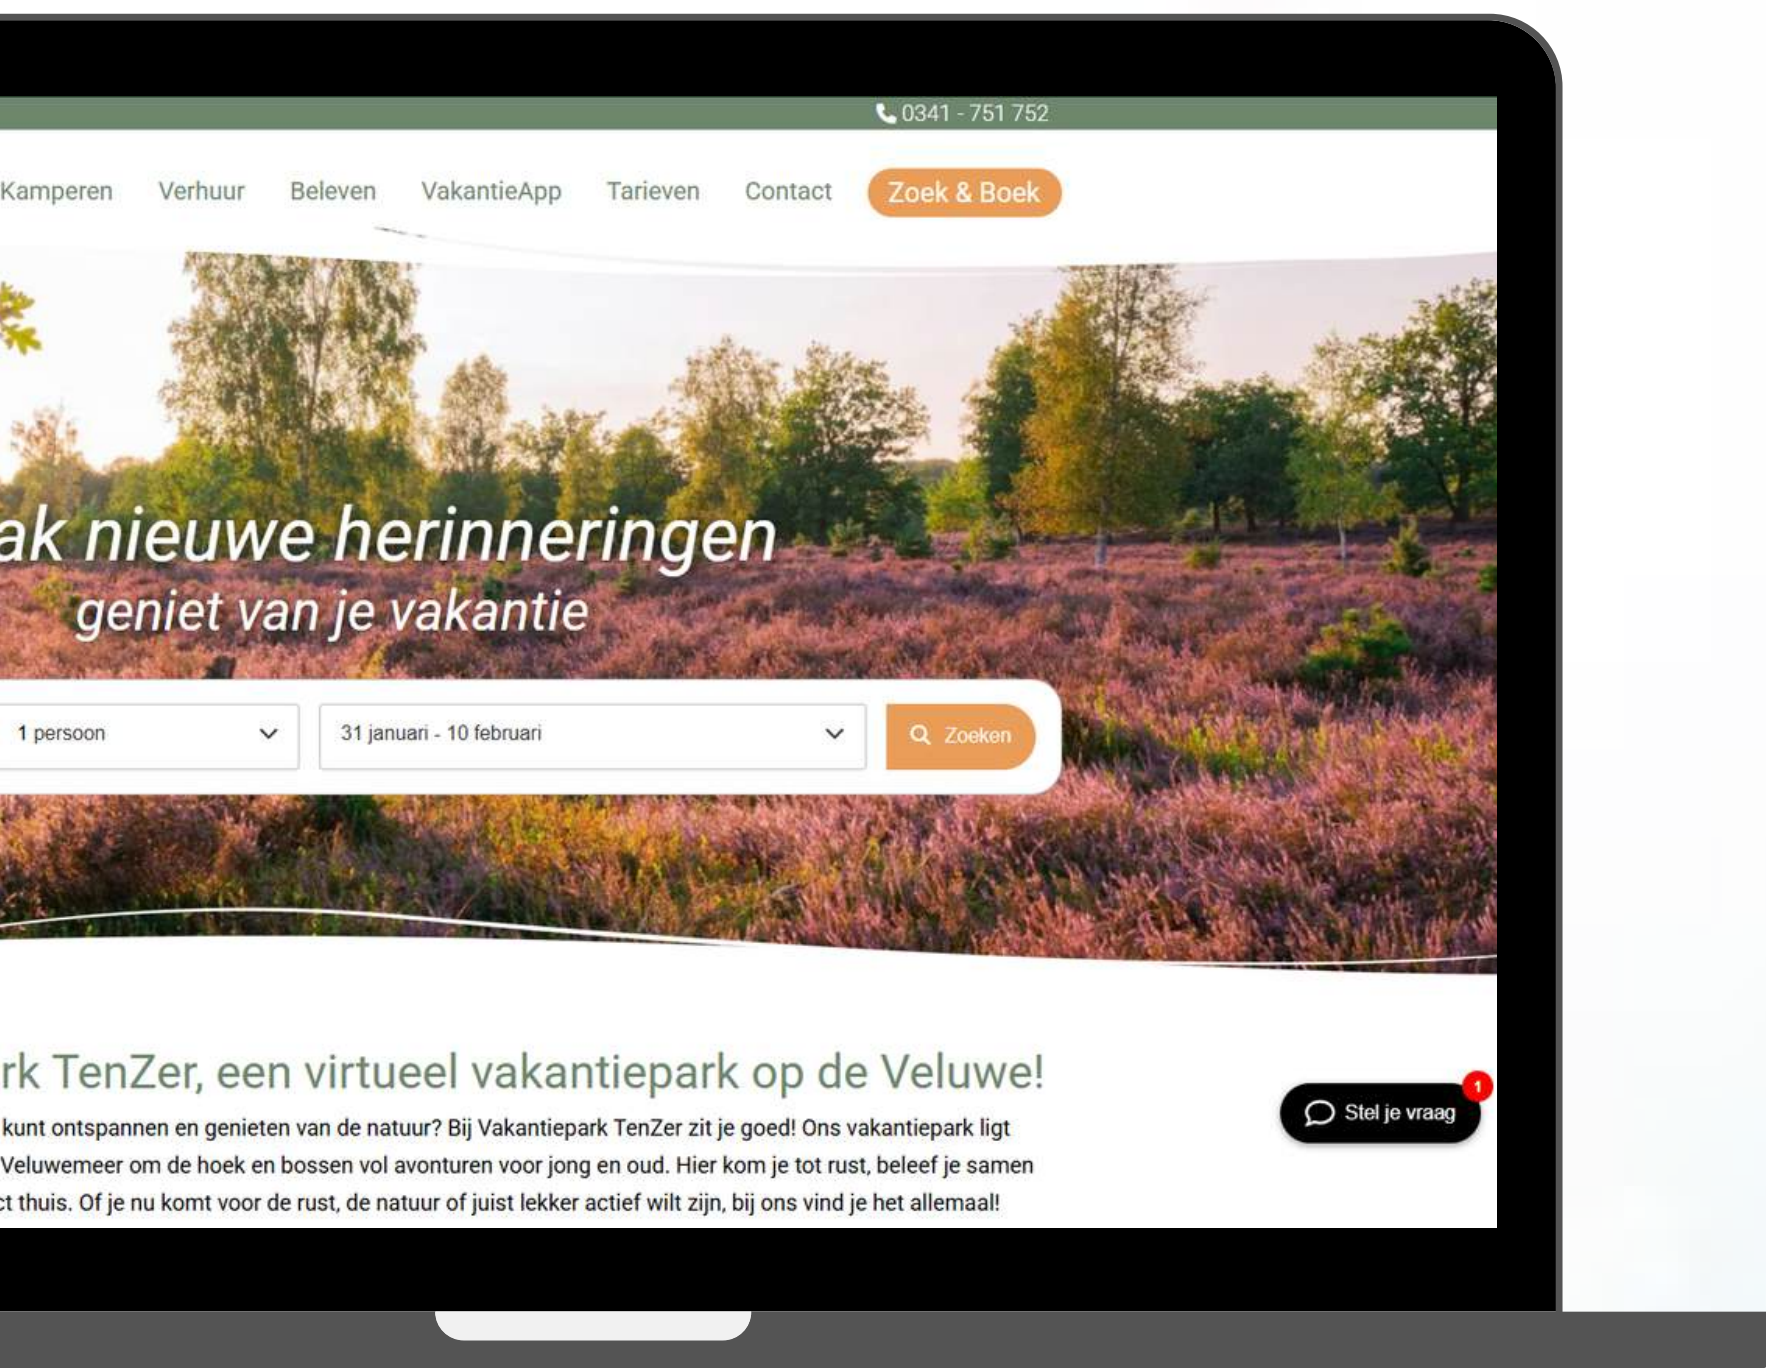 0341 - 751 752
Kamperen Verhuur Beleven VakantieApp Tarieven Contact Zoek & Boek
ak nieuwe herinneringen
geniet van je vakantie
1 persoon 31 januari - 10 februari Zoeken
rk TenZer, een virtueel vakantiepark op de Veluwe!
kunt ontspannen en genieten van de natuur? Bij Vakantiepark TenZer zit je goed! Ons vakantiepark ligt
Veluwemeer om de hoek en bossen vol avonturen voor jong en oud. Hier kom je tot rust, beleef je samen
ct thuis. Of je nu komt voor de rust, de natuur of juist lekker actief wilt zijn, bij ons vind je het allemaal!
1
Stel je vraag